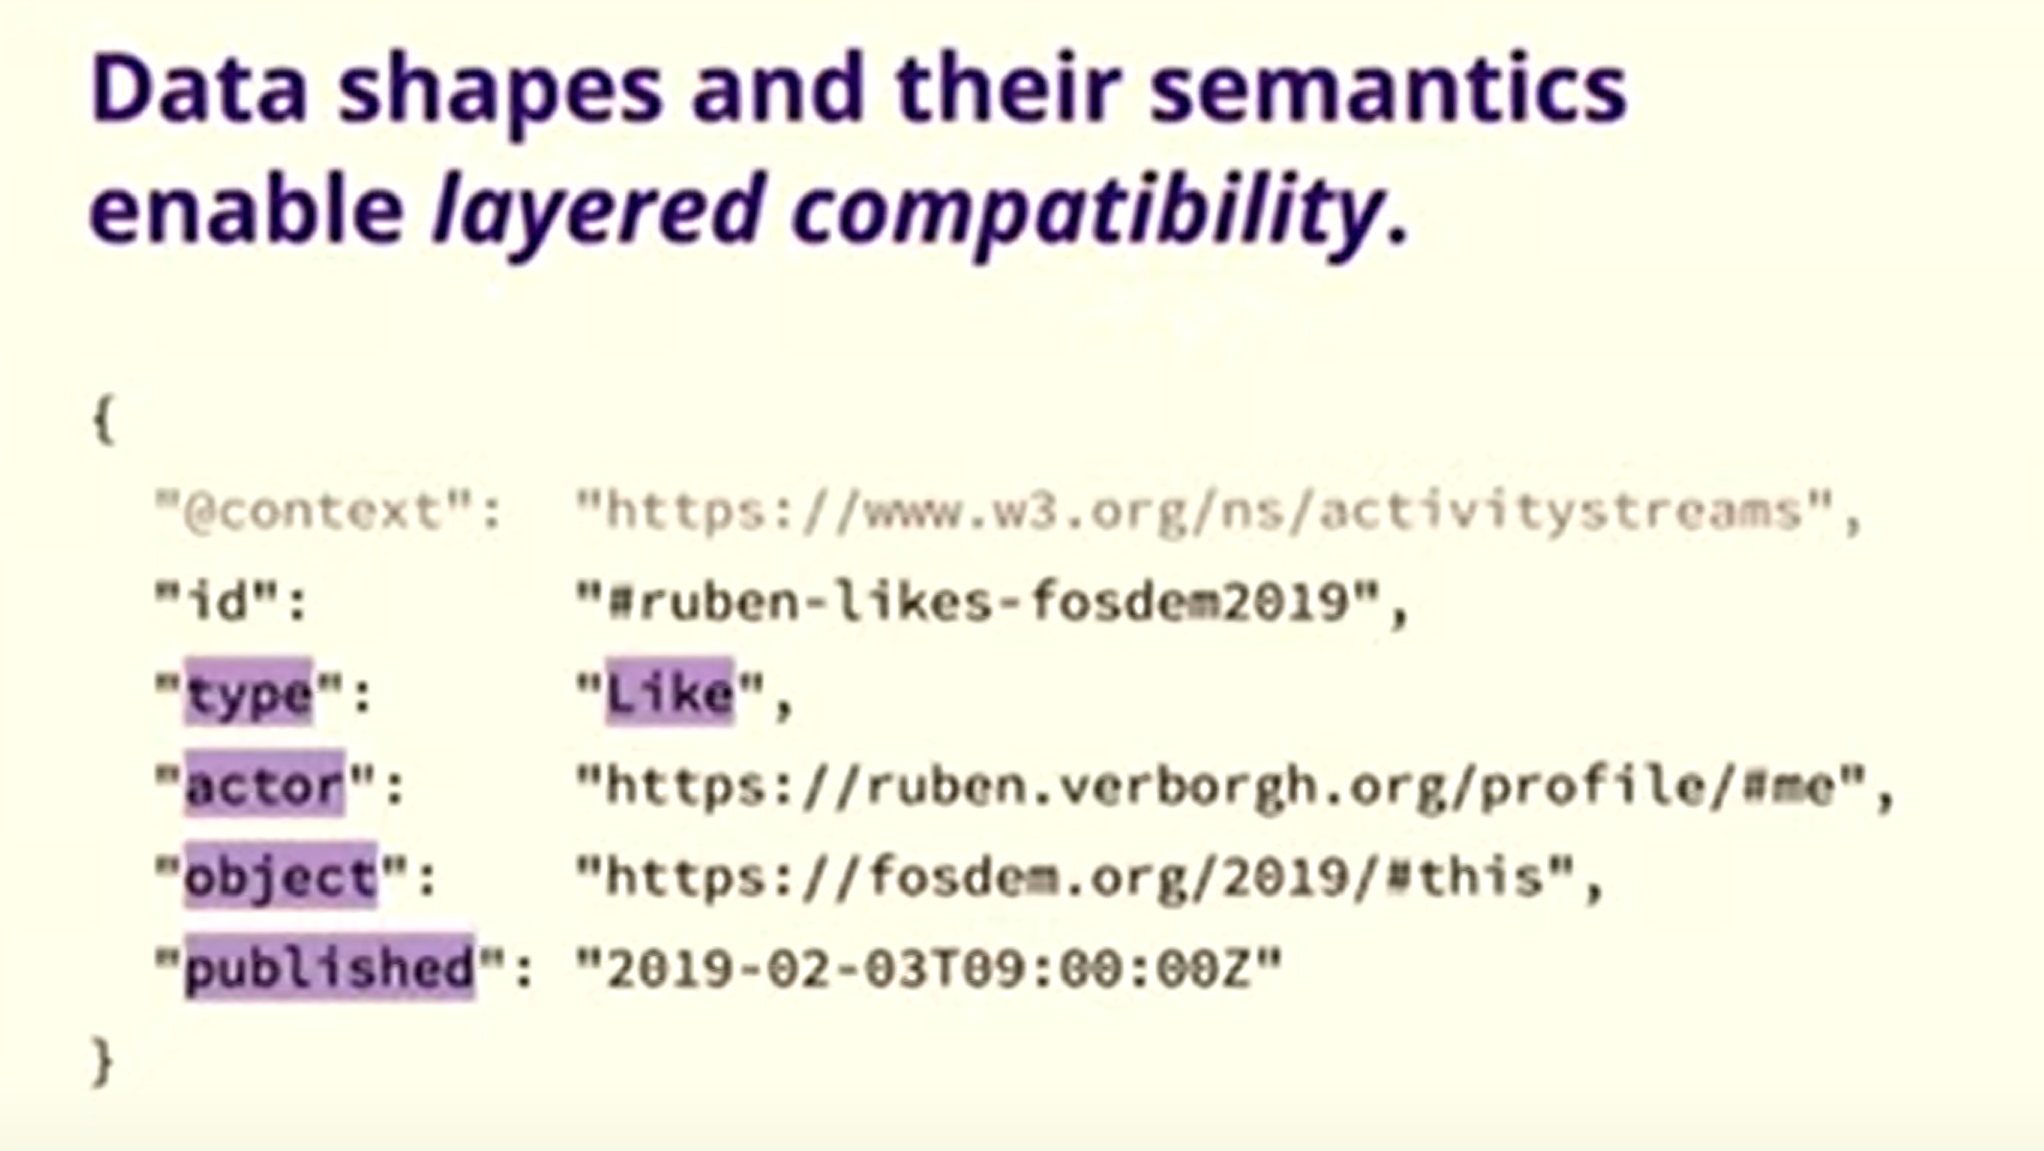 Data shapes and their semantics
enable layered compatibility.
{
"@context": "https://www.w3.org/ns/activitystreams",
"id": "#ruben-likes-fosdem2019",
"type": "Like",
"actor": "https://ruben.verborgh.org/profile/#me",
"object": "https://fosdem.org/2019/#this",
"published": "2019-02-03T09:00:00Z"
}